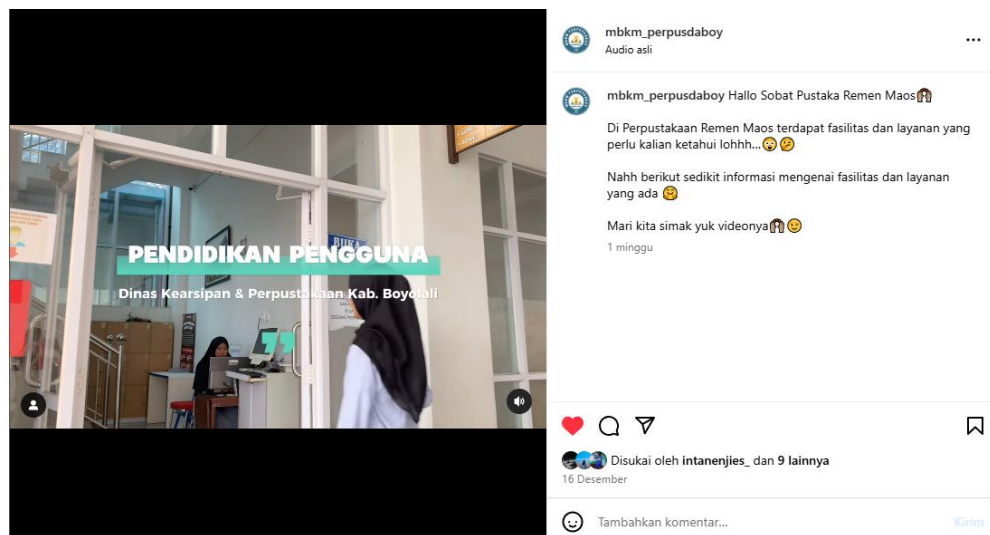 mbkm_perpusdaboy
Audio asli
mbkm_perpusdaboy Hallo Sobat Pustaka Remen Maos
Di Perpustakaan Remen Maos terdapat fasilitas dan layanan yang
perlu kalian ketahui lohhh...😲🤔
Nahh berikut sedikit informasi mengenai fasilitas dan layanan
yang ada 🤗
Mari kita simak yuk videonya
1 minggu
BUKA
PENDIDIKAN PENGGUNA
Dinas Kearsipan & Perpustakaan Kab. Boyolali
Disukai oleh intanenjies_ dan 9 lainnya
16 Desember
Tambahkan komentar...
Kirim